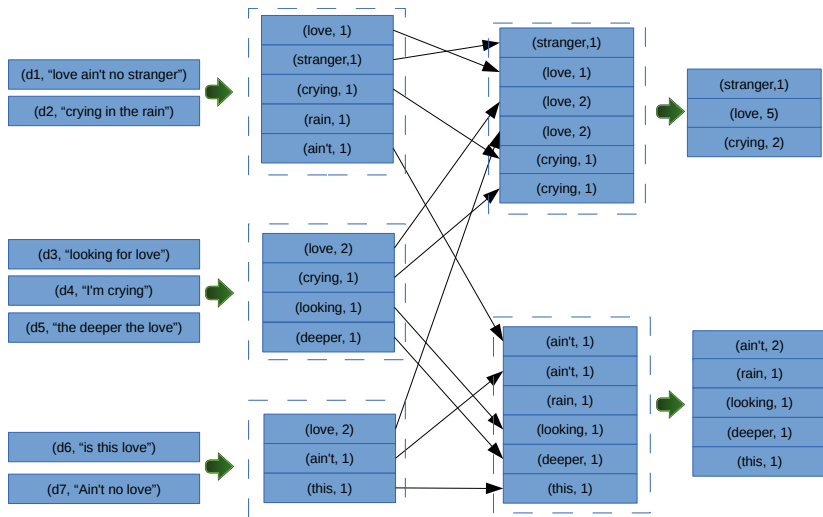 (d1, “love ain't no stranger”)
(d2, “crying in the rain”)
(love, 1)
(stranger,1)
(crying, 1)
(rain, 1)
(ain't, 1)
(stranger,1)
(love, 1)
(love, 2)
(love, 2)
(crying, 1)
(crying, 1)
(stranger,1)
(love, 5)
(crying, 2)
(d3, “looking for love”)
(d4, “I'm crying”)
(d5, “the deeper the love”)
(love, 2)
(crying, 1)
(looking, 1)
(deeper, 1)
(d6, “is this love”)
(d7, “Ain't no love”)
(love, 2)
(ain't, 1)
(this, 1)
(ain't, 1)
(ain't, 1)
(rain, 1)
(looking, 1)
(deeper, 1)
(this, 1)
(ain't, 2)
(rain, 1)
(looking, 1)
(deeper, 1)
(this, 1)